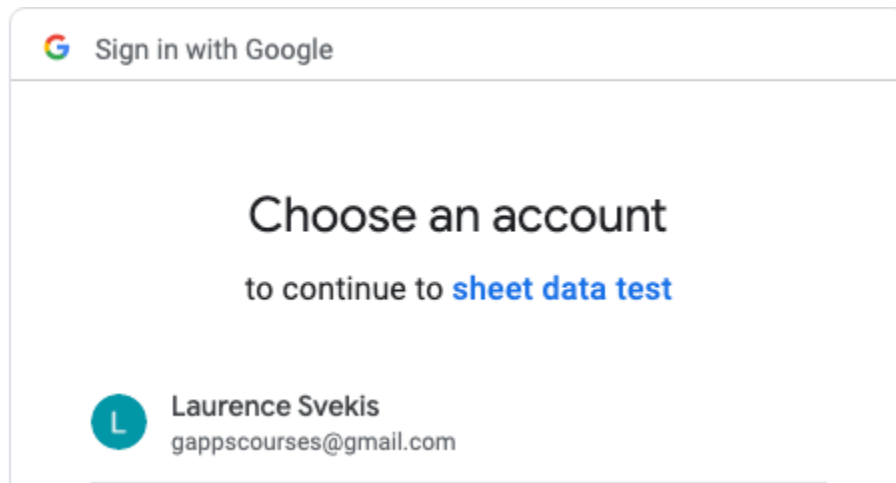 Sign in with Google
Choose an account
to continue to sheet data test
L
Laurence Svekis
gappscourses@gmail.com